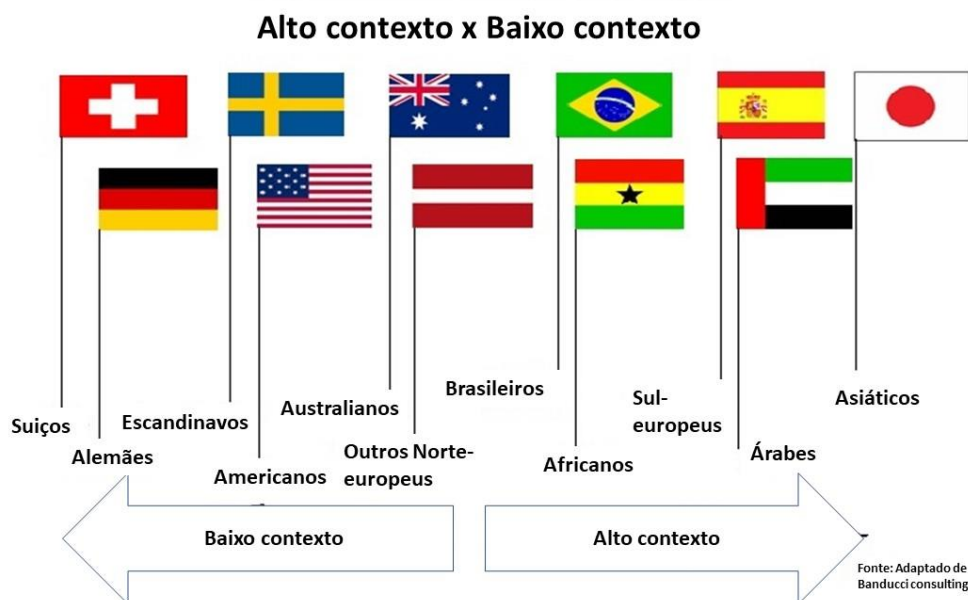 Alto contexto x Baixo contexto
Suiços
Alemães
Escandinavos
Americanos
Australianos
Outros Norte-
europeus
Brasileiros
Africanos
Sul-
europeus
Árabes
Asiáticos
Baixo contexto
Alto contexto
Fonte: Adaptado de
Banducci consulting